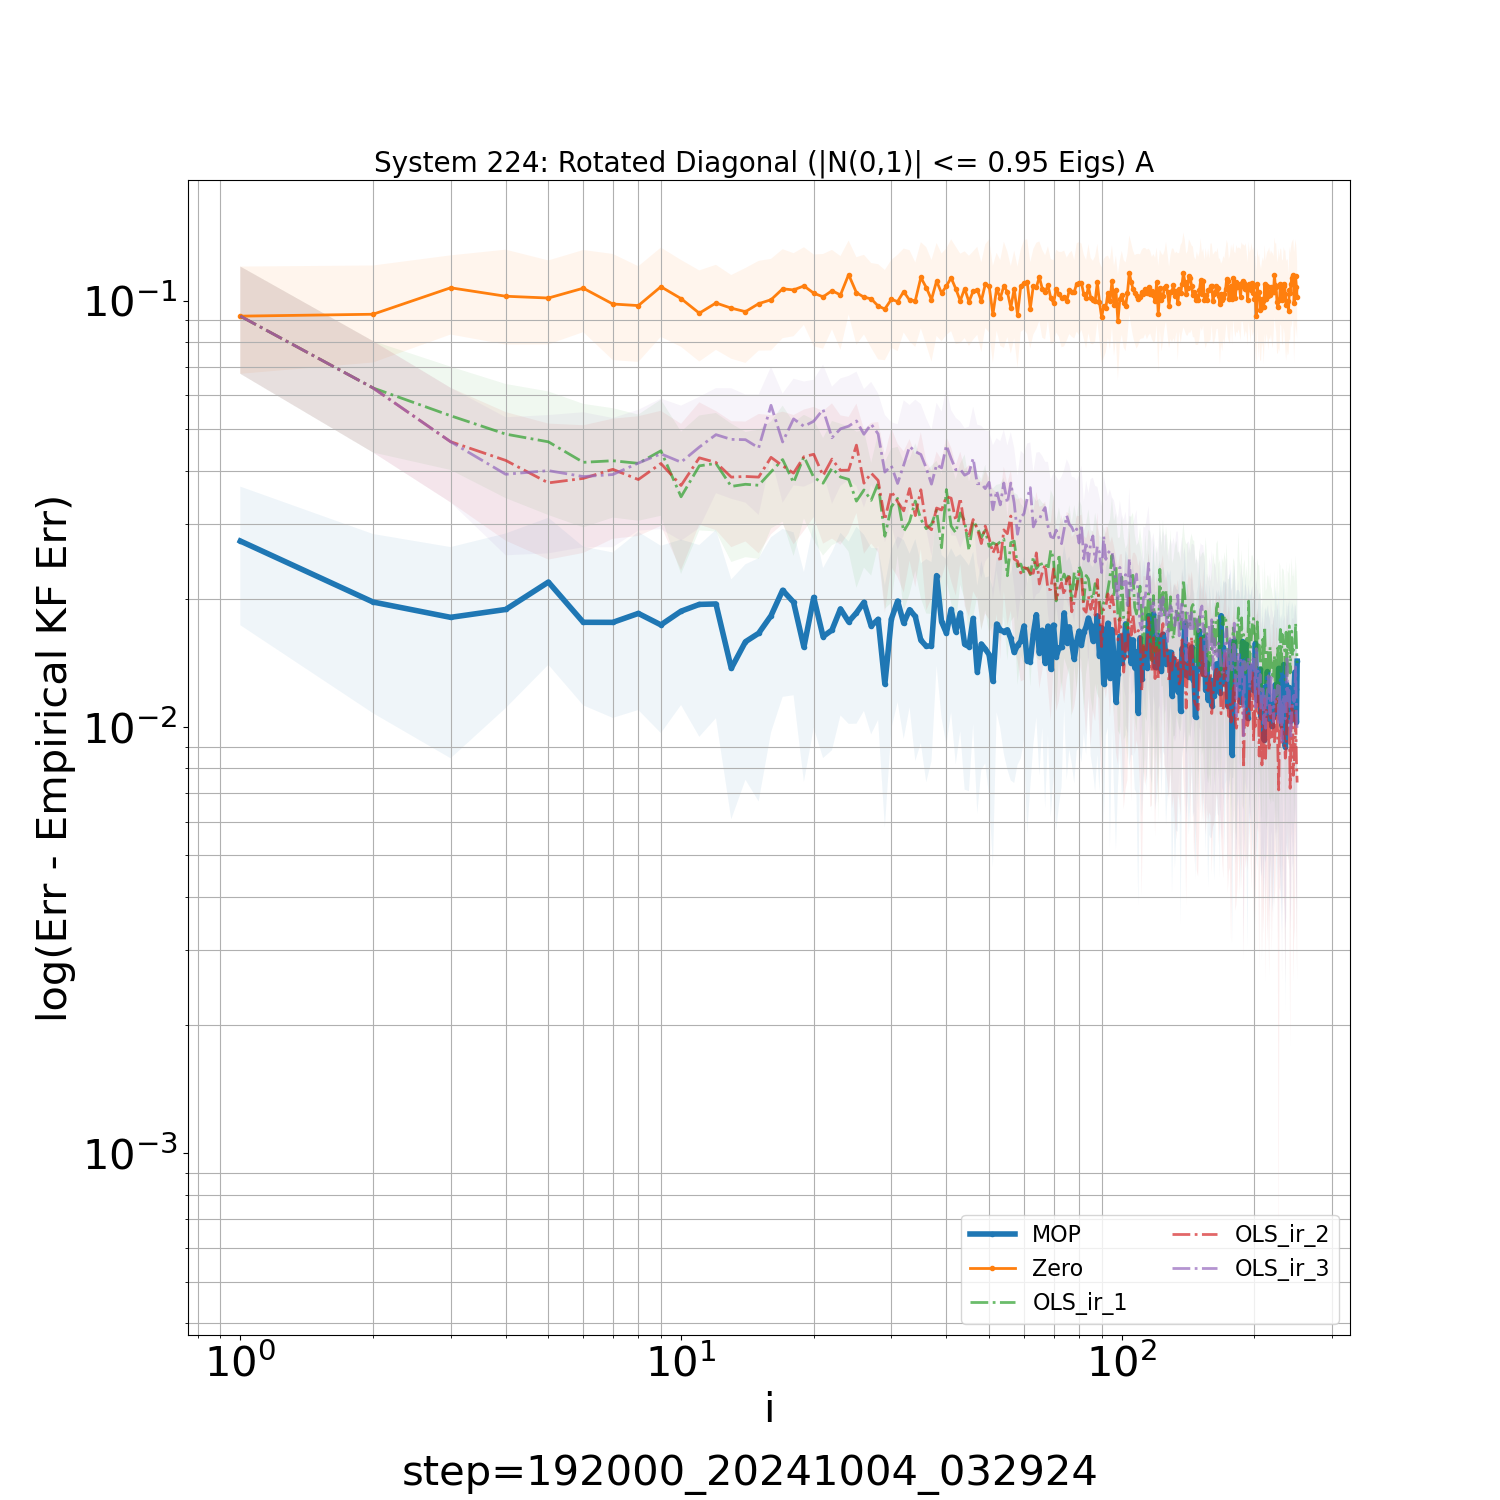 System 224: Rotated Diagonal (|N(0,1)| <= 0.95 Eigs) A
log(Err - Empirical KF Err)
10⁻¹
10⁻²
10⁻³
10⁰ 10¹ 10²
i
MOP
Zero
OLS_ir_1
OLS_ir_2
OLS_ir_3
step=192000_20241004_032924